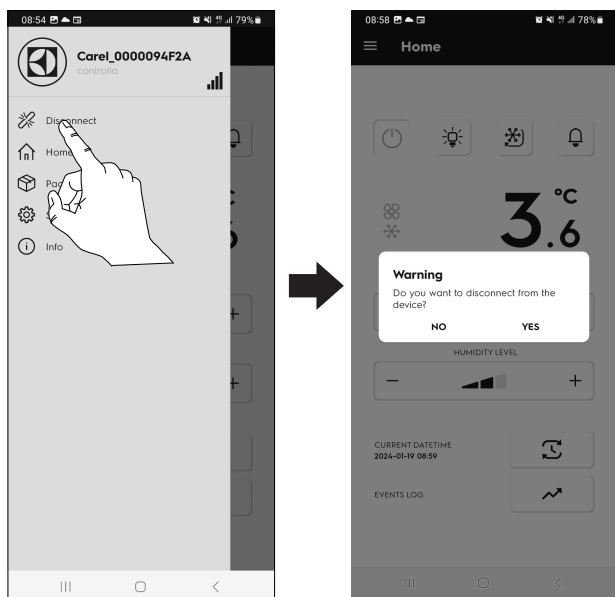 08:54 79%
Carel_0000094F2A
controlla
Disconnect
Home
Info
08:58 78%
Home
3.6 °C
Warning
Do you want to disconnect from the
device?
NO YES
HUMIDITY LEVEL
− +
CURRENT DATETIME
2024-01-19 08:59
EVENTS LOG